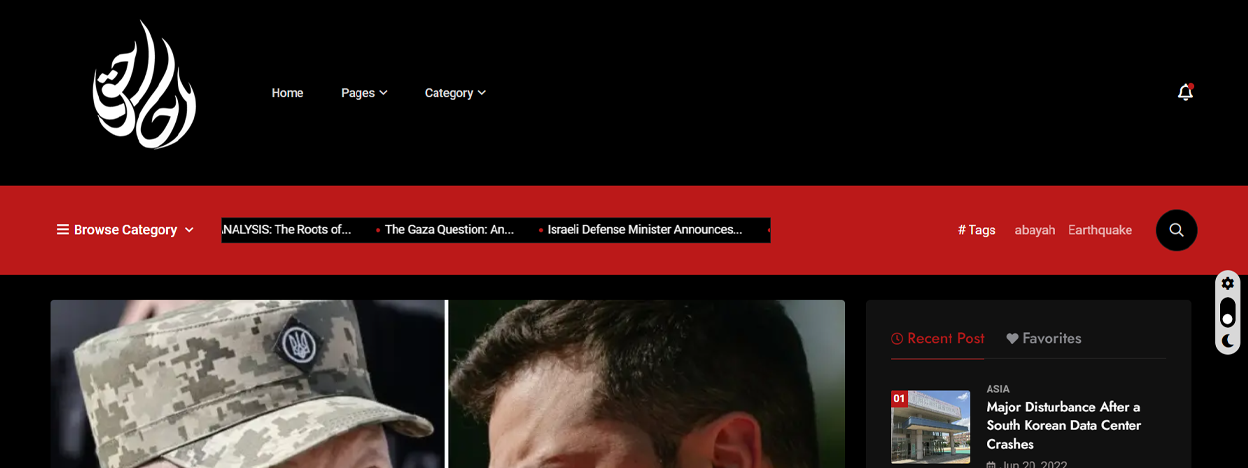 Home
Pages
Category
Browse Category
NALYSIS: The Roots of...
The Gaza Question: An...
Israeli Defense Minister Announces...
# Tags
abayah
Earthquake
Recent Post
Favorites
01
ASIA
Major Disturbance After a
South Korean Data Center
Crashes
Jun 20, 2022